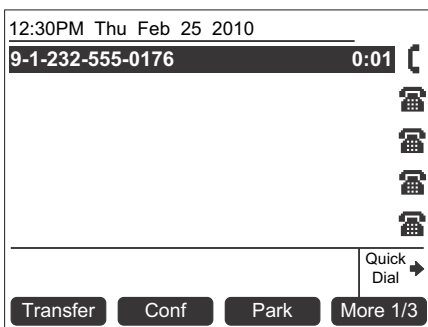 12:30PM Thu Feb 25 2010
9-1-232-555-0176 0:01
Quick
Dial
Transfer Conf Park More 1/3